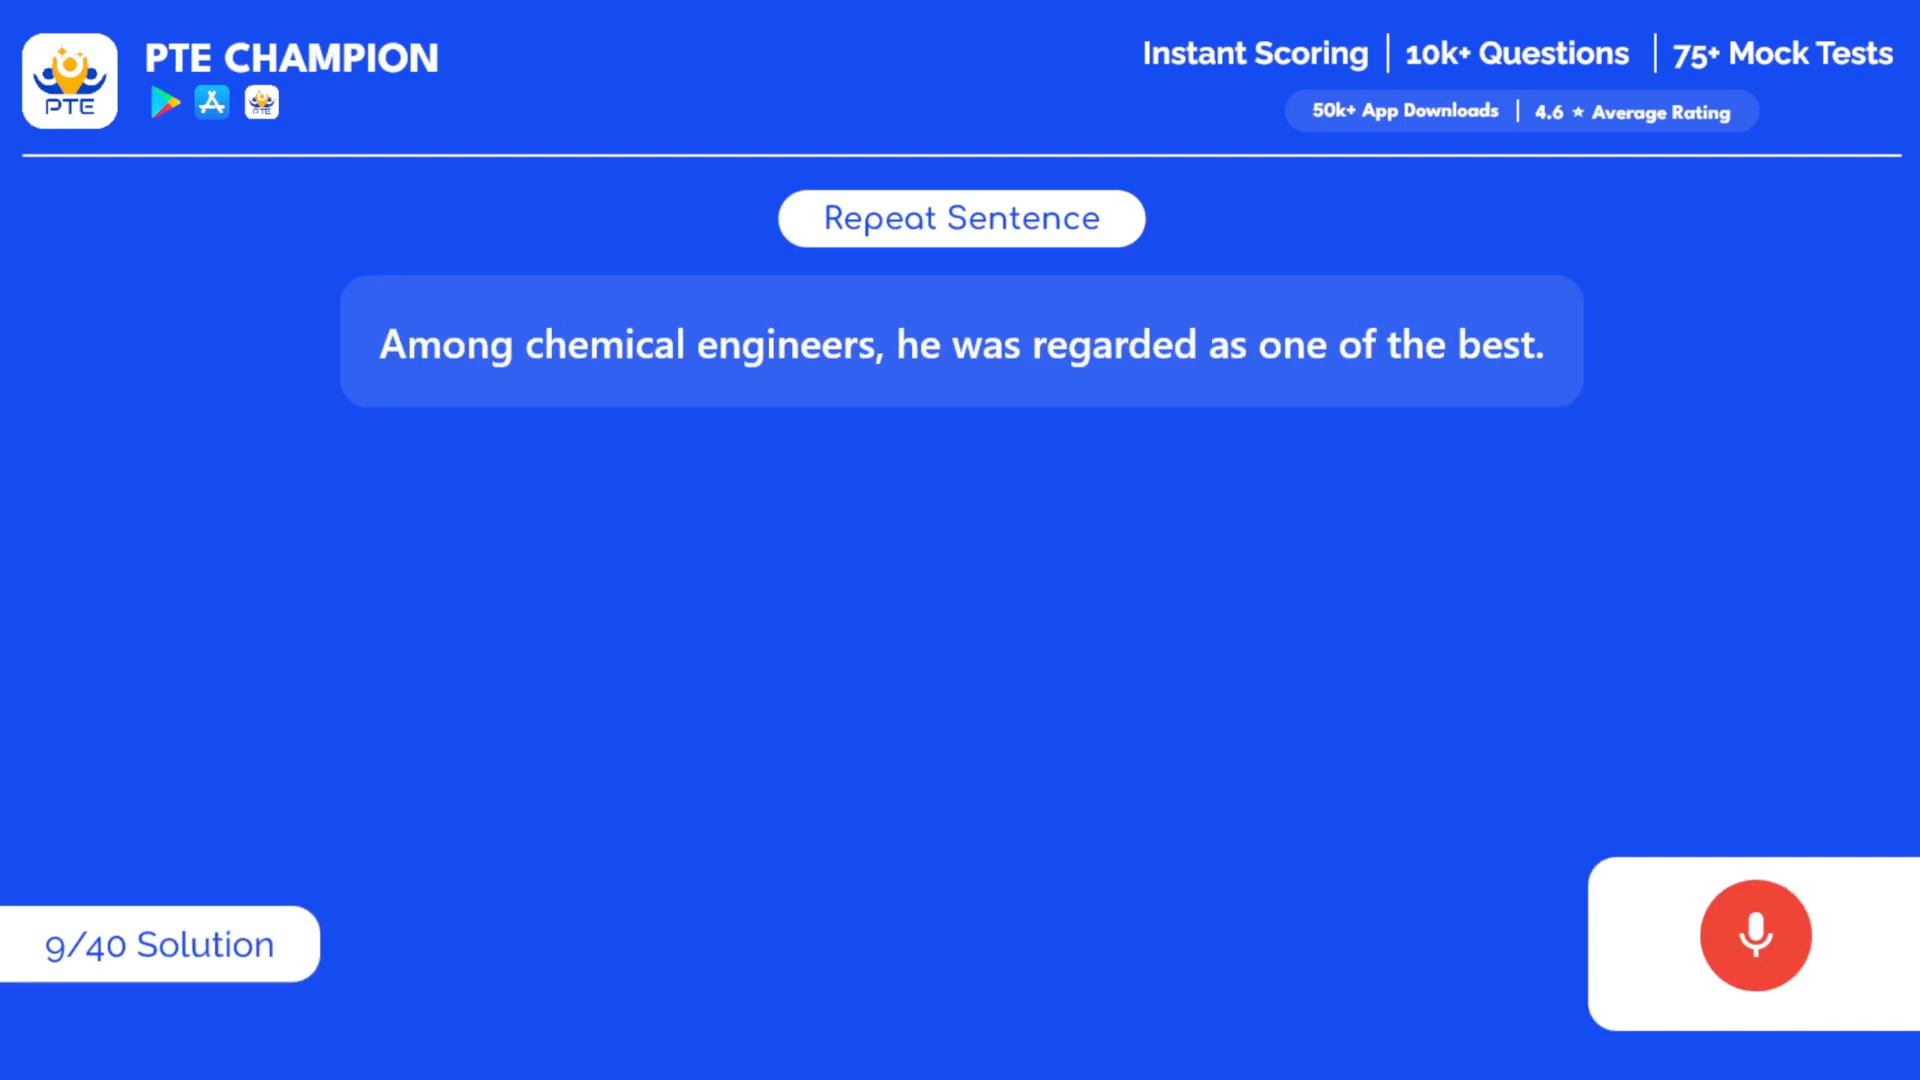 PTE
PTE CHAMPION
PTE
Instant Scoring | 10k+ Questions | 75+ Mock Tests
50k+ App Downloads | 4.6 ★ Average Rating
Repeat Sentence
Among chemical engineers, he was regarded as one of the best.
9/40 Solution